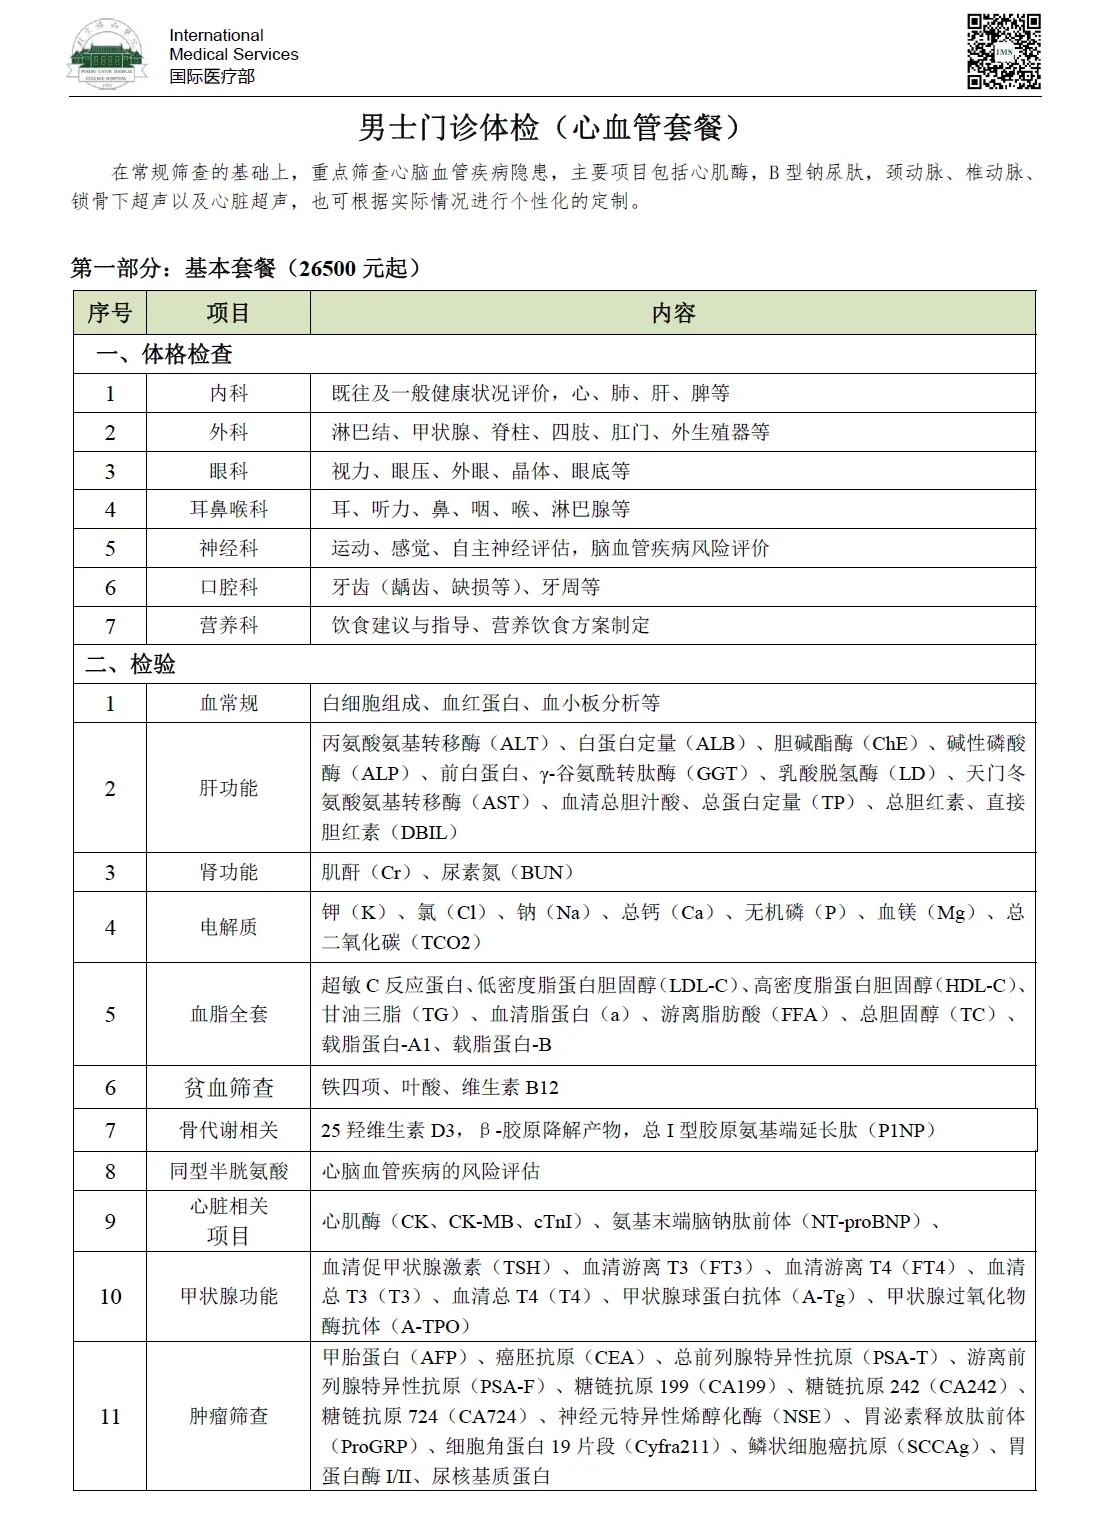 北京协和医院
PEKING UNION MEDICAL
COLLEGE HOSPITAL
1921
International
Medical Services
国际医疗部
IMS
男士门诊体检（心血管套餐）
在常规筛查的基础上，重点筛查心脑血管疾病隐患，主要项目包括心肌酶，B 型钠尿肽，颈动脉、椎动脉、
锁骨下超声以及心脏超声，也可根据实际情况进行个性化的定制。
第一部分：基本套餐（26500 元起）
序号 项目 内容
一、体格检查
1 内科 既往及一般健康状况评价，心、肺、肝、脾等
2 外科 淋巴结、甲状腺、脊柱、四肢、肛门、外生殖器等
3 眼科 视力、眼压、外眼、晶体、眼底等
4 耳鼻喉科 耳、听力、鼻、咽、喉、淋巴腺等
5 神经科 运动、感觉、自主神经评估，脑血管疾病风险评价
6 口腔科 牙齿（龋齿、缺损等）、牙周等
7 营养科 饮食建议与指导、营养饮食方案制定
二、检验
1 血常规 白细胞组成、血红蛋白、血小板分析等
2 肝功能 丙氨酸氨基转移酶（ALT）、白蛋白定量（ALB）、胆碱酯酶（ChE）、碱性磷酸
酶（ALP）、前白蛋白、γ-谷氨酰转肽酶（GGT）、乳酸脱氢酶（LD）、天门冬
氨酸氨基转移酶（AST）、血清总胆汁酸、总蛋白定量（TP）、总胆红素、直接
胆红素（DBIL）
3 肾功能 肌酐（Cr）、尿素氮（BUN）
4 电解质 钾（K）、氯（Cl）、钠（Na）、总钙（Ca）、无机磷（P）、血镁（Mg）、总
二氧化碳（TCO2）
5 血脂全套 超敏 C 反应蛋白、低密度脂蛋白胆固醇（LDL-C）、高密度脂蛋白胆固醇（HDL-C）、
甘油三脂（TG）、血清脂蛋白（a）、游离脂肪酸（FFA）、总胆固醇（TC）、
载脂蛋白-A1、载脂蛋白-B
6 贫血筛查 铁四项、叶酸、维生素 B12
7 骨代谢相关 25 羟维生素 D3，β-胶原降解产物，总 I 型胶原氨基端延长肽（P1NP）
8 同型半胱氨酸 心脑血管疾病的风险评估
9 心脏相关
项目 心肌酶（CK、CK-MB、cTnI）、氨基末端脑钠肽前体（NT-proBNP）、
10 甲状腺功能 血清促甲状腺激素（TSH）、血清游离 T3（FT3）、血清游离 T4（FT4）、血清
总 T3（T3）、血清总 T4（T4）、甲状腺球蛋白抗体（A-Tg）、甲状腺过氧化物
酶抗体（A-TPO）
11 肿瘤筛查 甲胎蛋白（AFP）、癌胚抗原（CEA）、总前列腺特异性抗原（PSA-T）、游离前
列腺特异性抗原（PSA-F）、糖链抗原 199（CA199）、糖链抗原 242（CA242）、
糖链抗原 724（CA724）、神经元特异性烯醇化酶（NSE）、胃泌素释放肽前体
（ProGRP）、细胞角蛋白 19 片段（Cyfra211）、鳞状细胞癌抗原（SCCAg）、胃
蛋白酶 I/II、尿核基质蛋白